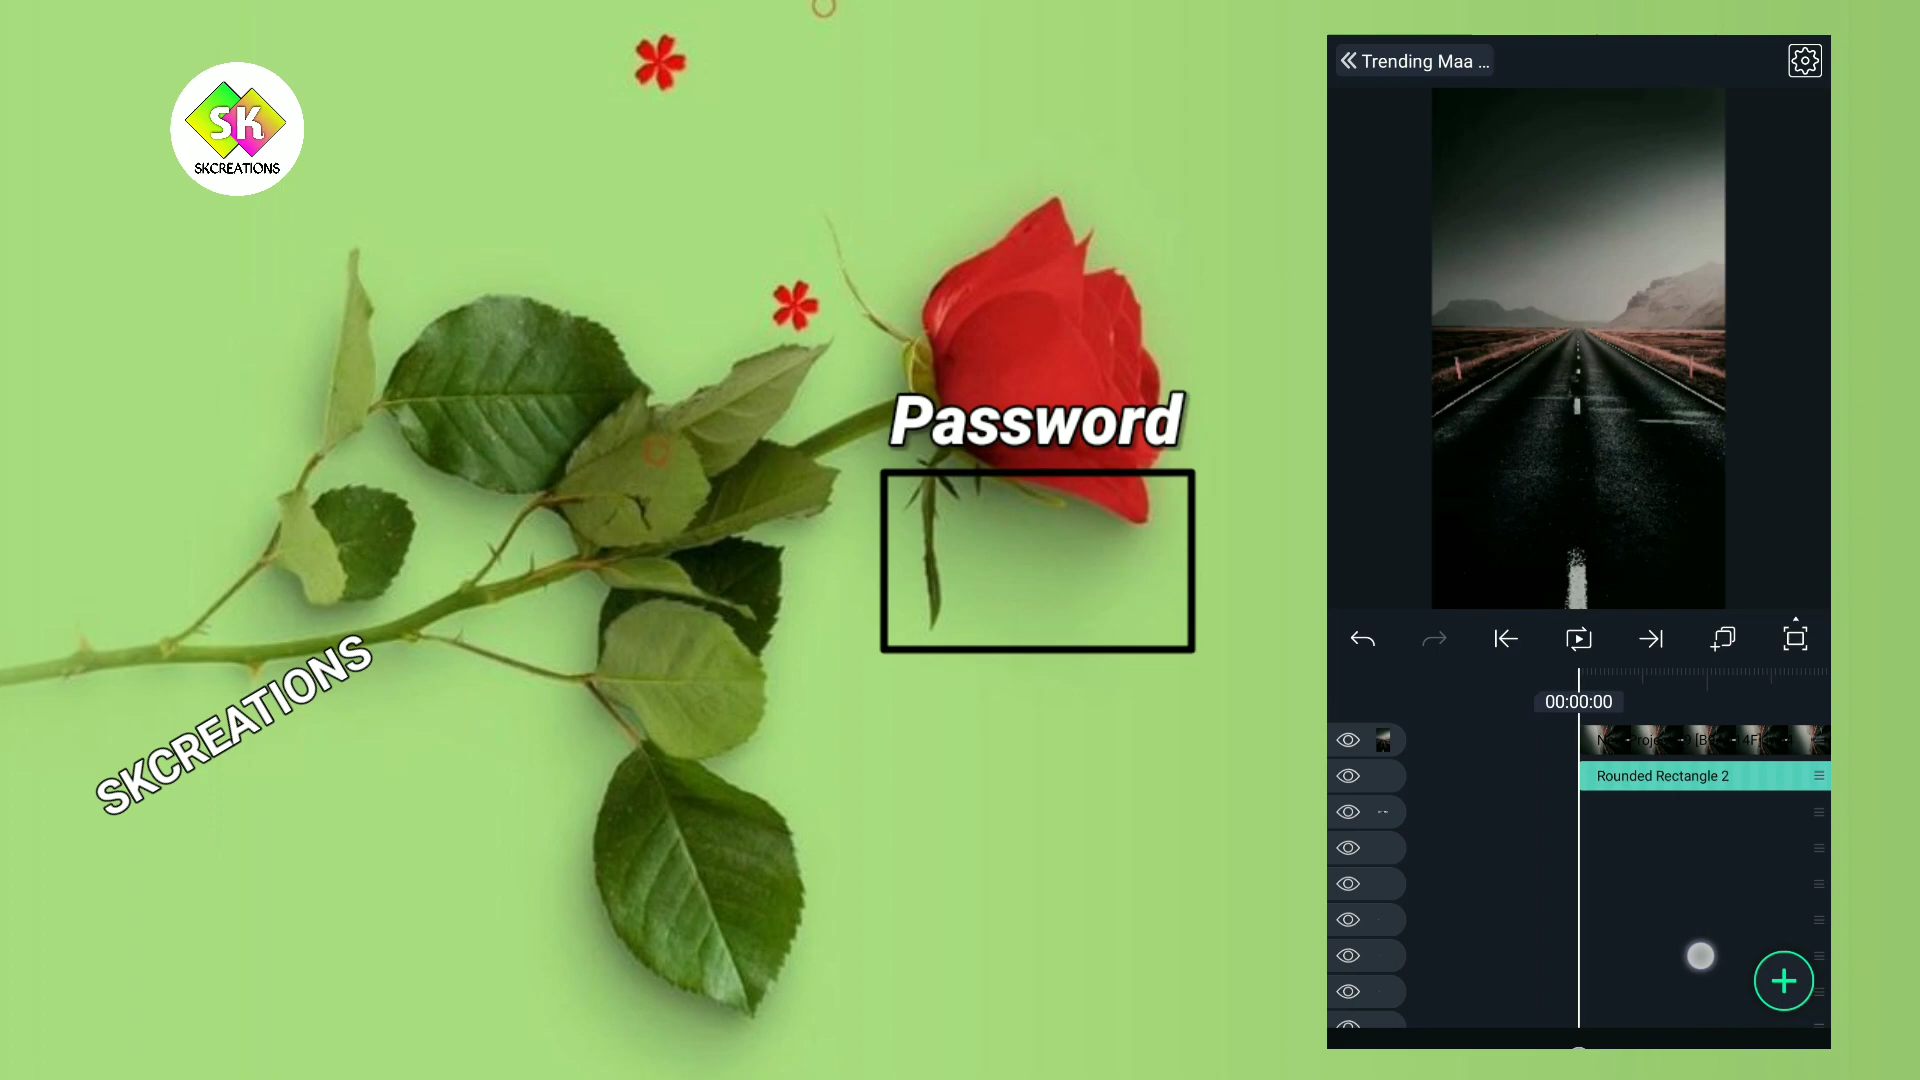 SK
SKCREATIONS
Password
SKCREATIONS
Trending Maa ...
00:00:00
Rounded Rectangle 2